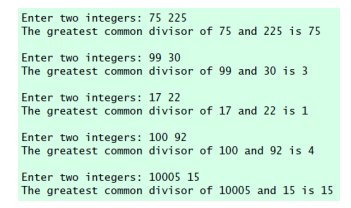 Enter two integers: 75 225
The greatest common divisor of 75 and 225 is 75
Enter two integers: 99 30
The greatest common divisor of 99 and 30 is 3
Enter two integers: 17 22
The greatest common divisor of 17 and 22 is 1
Enter two integers: 100 92
The greatest common divisor of 100 and 92 is 4
Enter two integers: 10005 15
The greatest common divisor of 10005 and 15 is 15